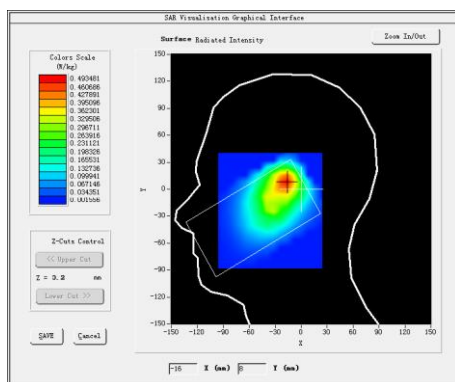 SAR Visualisation Graphical Interface
Surface Radiated Intensity
Zoom In/Out
Colors Scale
(W/kg)
0.493461
0.460686
0.427891
0.395096
0.362301
0.329506
0.296711
0.263916
0.231121
0.198326
0.165531
0.132736
0.099941
0.067146
0.034351
0.001556
Z-Cuts Control
<< Upper Cut
Z = 3.2 mm
Lower Cut >>
SAVE Cancel
150
120
90
60
30
0
-30
-60
-90
-120
-150
Y
-150 -120 -90 -60 -30 0 30 60 90 120 150
X
-16 X (mm) 8 Y (mm)